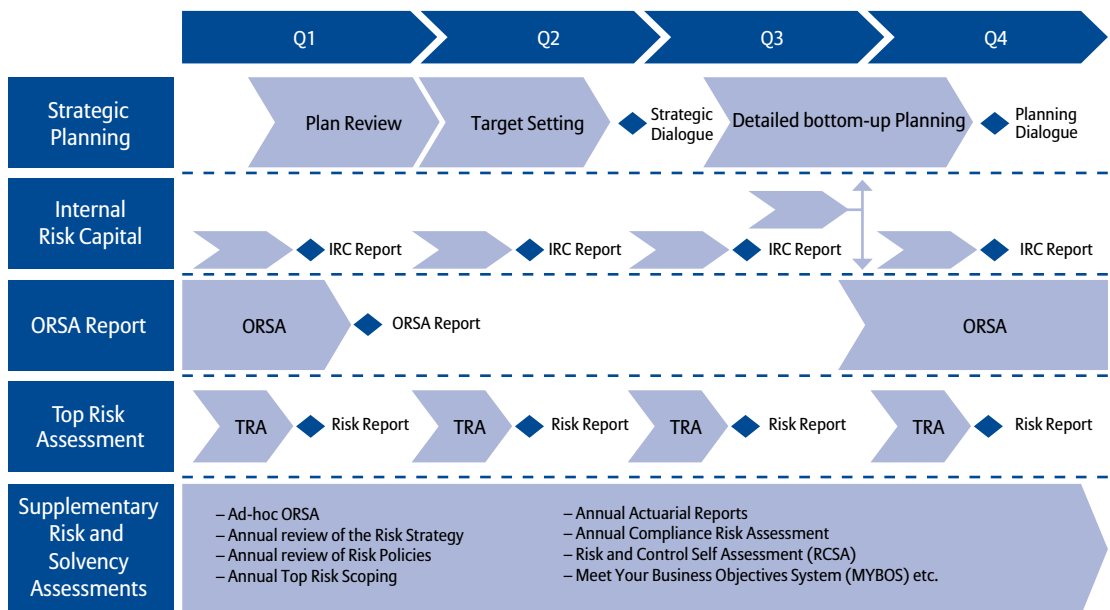 Q1
Q2
Q3
Q4
Strategic
Planning
Plan Review
Target Setting
Strategic
Dialogue
Detailed bottom-up Planning
Planning
Dialogue
Internal
Risk Capital
IRC Report
IRC Report
IRC Report
IRC Report
ORSA Report
ORSA
ORSA Report
ORSA
Top Risk
Assessment
TRA
Risk Report
TRA
Risk Report
TRA
Risk Report
TRA
Risk Report
Supplementary
Risk and
Solvency
Assessments
– Ad-hoc ORSA
– Annual review of the Risk Strategy
– Annual review of Risk Policies
– Annual Top Risk Scoping
– Annual Actuarial Reports
– Annual Compliance Risk Assessment
– Risk and Control Self Assessment (RCSA)
– Meet Your Business Objectives System (MYBOS) etc.